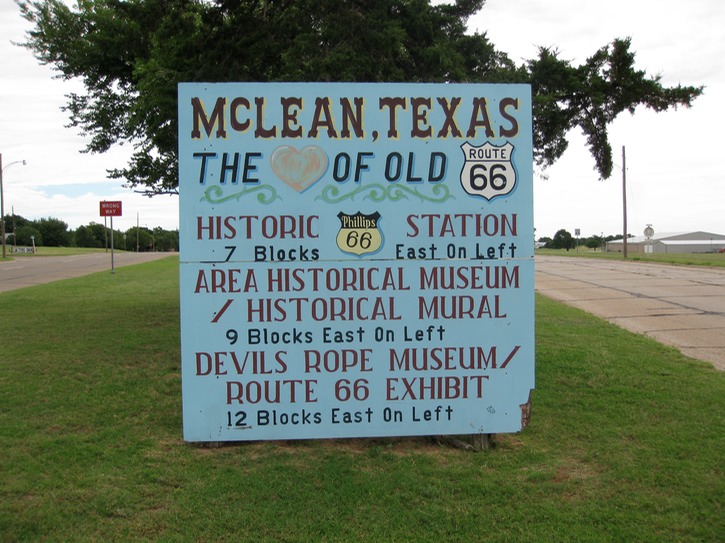 McLEAN, TEXAS
THE OF OLD ROUTE 66
HISTORIC Phillips 66 STATION
7 Blocks East On Left
AREA HISTORICAL MUSEUM
/ HISTORICAL MURAL
9 Blocks East On Left
DEVILS ROPE MUSEUM/
ROUTE 66 EXHIBIT
12 Blocks East On Left
WRONG
WAY